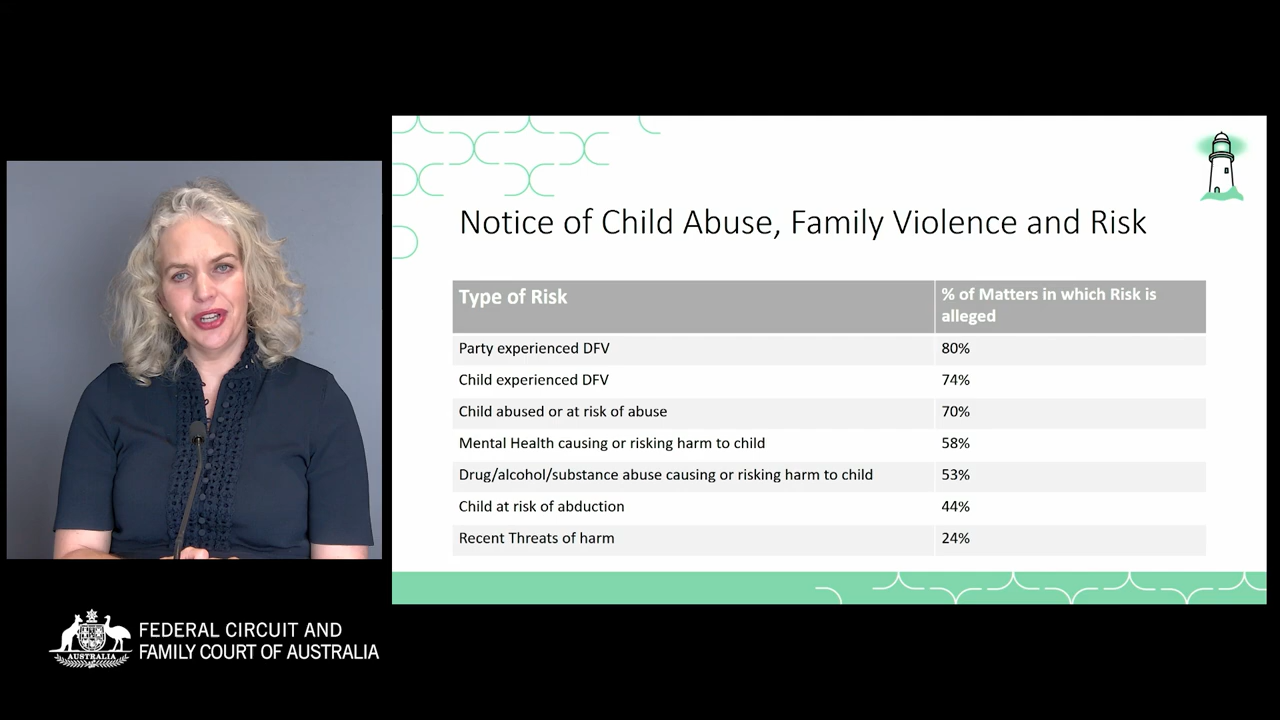 Notice of Child Abuse, Family Violence and Risk
Type of Risk
% of Matters in which Risk is
alleged
Party experienced DFV
80%
Child experienced DFV
74%
Child abused or at risk of abuse
70%
Mental Health causing or risking harm to child
58%
Drug/alcohol/substance abuse causing or risking harm to child
53%
Child at risk of abduction
44%
Recent Threats of harm
24%
AUSTRALIA
FEDERAL CIRCUIT AND
FAMILY COURT OF AUSTRALIA